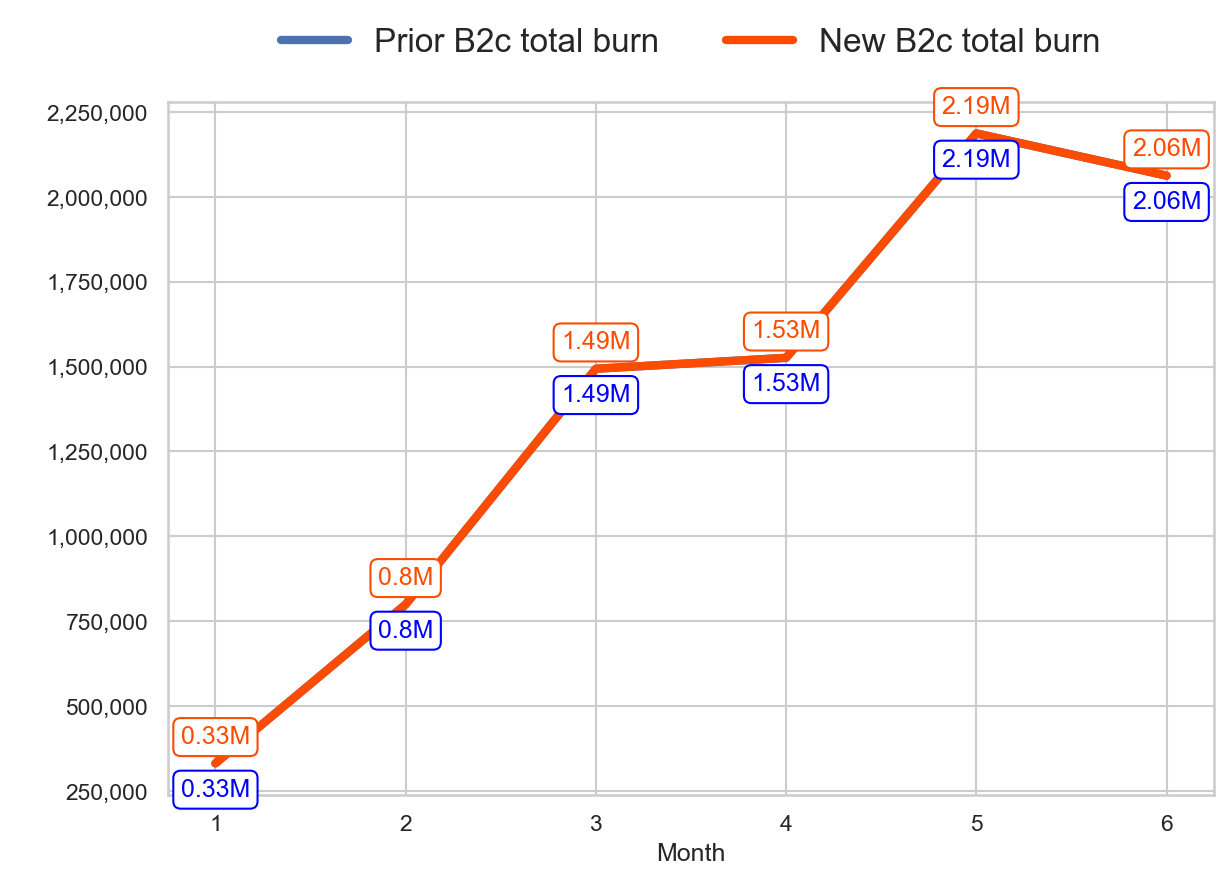 Prior B2c total burn New B2c total burn
2.19M
2,250,000
2.06M
2.19M
2.06M
2,000,000
1,750,000
1.53M
1.49M
1,500,000
1.53M
1.49M
1,250,000
1,000,000
0.8M
750,000
0.8M
0.33M
500,000
0.33M
250,000
1 2 3 4 5 6
Month